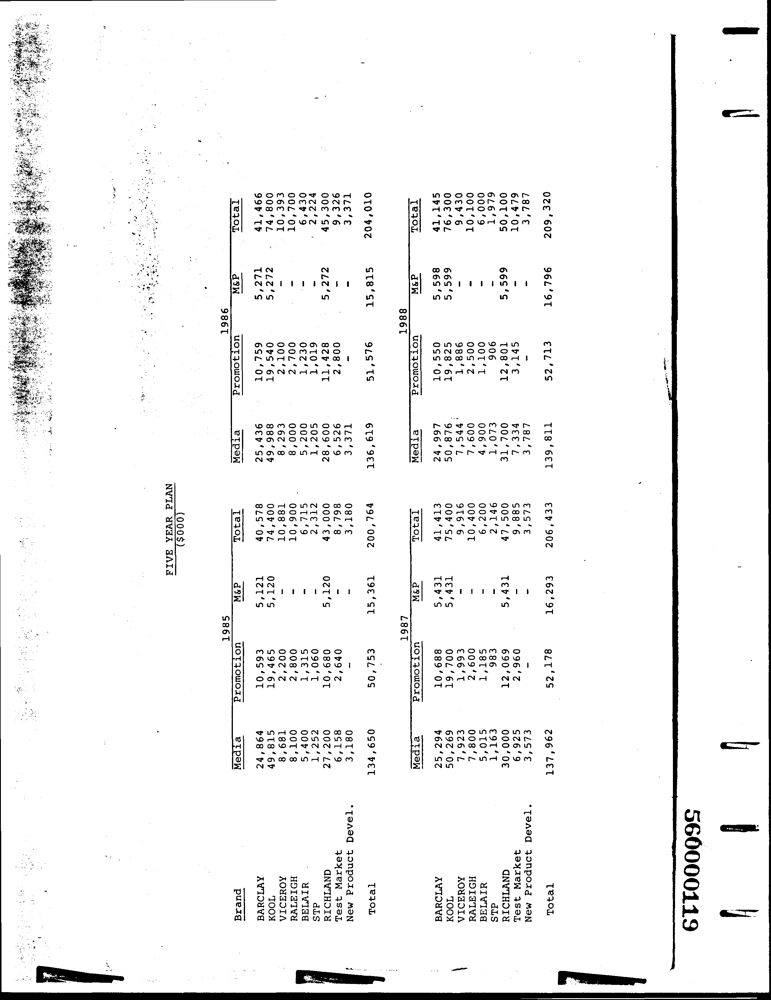 FIVE YEAR PLAN
($000)
1985 1986
Brand Media Promotion M&P Total Media Promotion M&P Total
BARCLAY 24,864 10,593 5,121 40,578 25,436 10,759 5,271 41,466
KOOL 49,815 19,465 5,120 74,400 49,988 19,540 5,272 74,800
VICEROY 8,681 2,200 - 10,881 8,293 2,100 - 10,393
RALEIGH 8,100 2,800 - 10,900 8,000 2,700 - 10,700
BELAIR 5,400 1,315 - 6,715 5,200 1,230 - 6,430
STP 1,252 1,060 - 2,312 1,205 1,019 - 2,224
RICHLAND 27,200 10,680 5,120 43,000 28,600 11,428 5,272 45,300
Test Market 6,158 2,640 - 8,798 6,526 2,800 - 9,326
New Product Devel. 3,180 - - 3,180 3,371 - - 3,371
Total 134,650 50,753 15,361 200,764 136,619 51,576 15,815 204,010
1987 1988
Media Promotion M&P Total Media Promotion M&P Total
BARCLAY 25,294 10,688 5,431 41,413 24,997 10,550 5,598 41,145
KOOL 50,269 19,700 5,431 75,400 50,876 19,825 5,599 76,300
VICEROY 7,923 1,993 - 9,916 7,544 1,886 - 9,430
RALEIGH 7,800 2,600 - 10,400 7,600 2,500 - 10,100
BELAIR 5,015 1,185 - 6,200 4,900 1,100 - 6,000
STP 1,163 983 - 2,146 1,073 906 - 1,979
RICHLAND 30,000 12,069 5,431 47,500 31,700 12,801 5,599 50,100
Test Market 6,925 2,960 - 9,885 7,334 3,145 - 10,479
New Product Devel. 3,573 - - 3,573 3,787 - - 3,787
Total 137,962 52,178 16,293 206,433 139,811 52,713 16,796 209,320
560000119